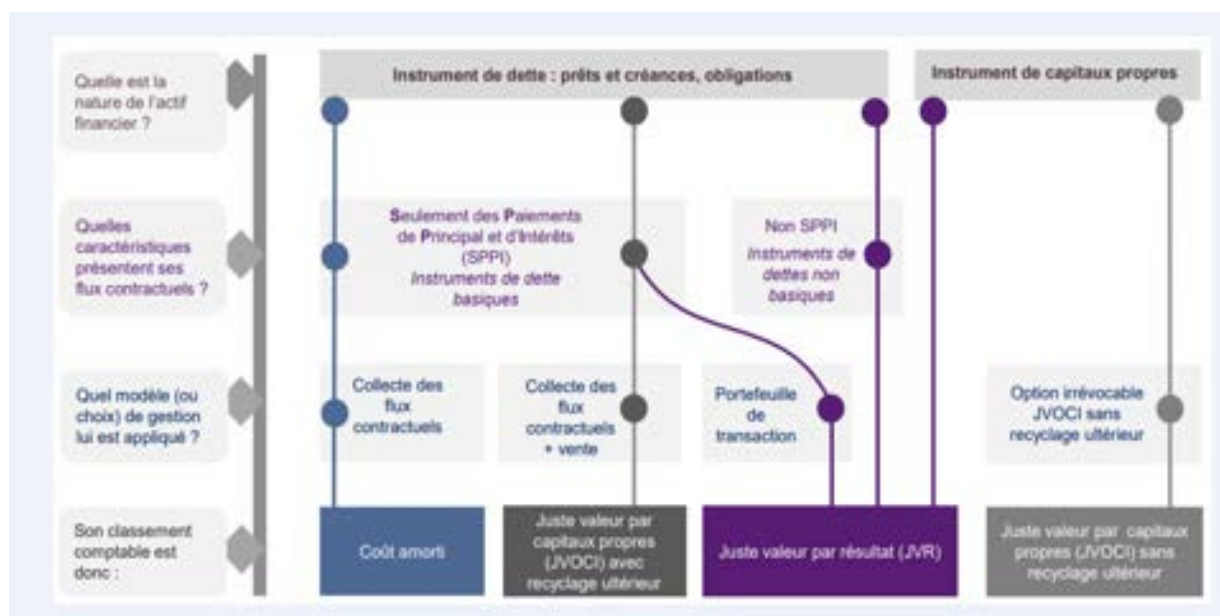 Quelle est la
nature de l'actif
financier ?
Instrument de dette : prêts et créances, obligations
Instrument de capitaux propres
Quelles
caractéristiques
présentent ses
flux contractuels ?
Seulement des Paiements
de Principal et d'Intérêts
(SPPI)
Instruments de dette
basiques
Non SPPI
Instruments de
dettes non
basiques
Quel modèle (ou
choix) de gestion
lui est appliqué ?
Collecte des
flux
contractuels
Collecte des
flux
contractuels
+ vente
Portefeuille
de
transaction
Option irrévocable
JVOCI sans
recyclage ultérieur
Son classement
comptable est
donc :
Coût amorti
Juste valeur par
capitaux propres
(JVOCI) avec
recyclage ultérieur
Juste valeur par résultat (JVR)
Juste valeur par capitaux
propres (JVOCI) sans
recyclage ultérieur